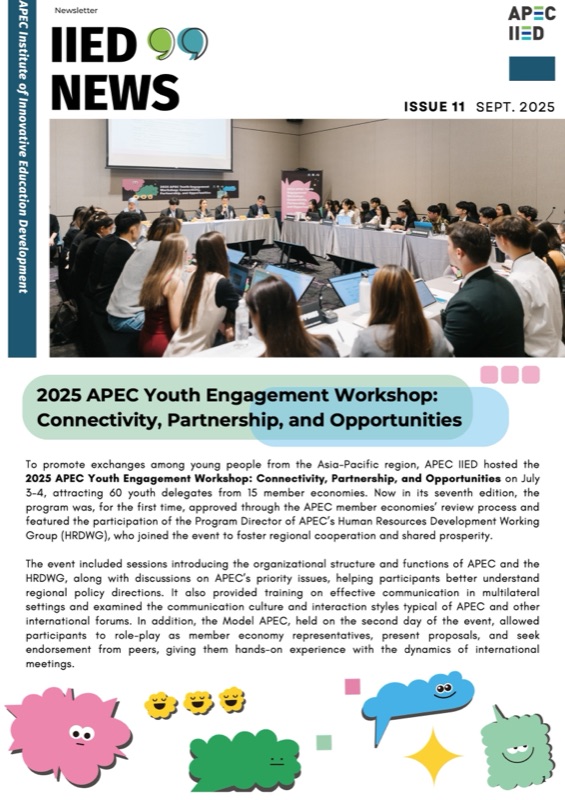 Newsletter
IIED
NEWS
APEC
IIED
ISSUE 11 SEPT. 2025
APEC Institute of Innovative Education Development
2025 APEC Youth Engagement
Workshop: Connectivity,
Partnership, and Opportunities
2025 APEC Youth Engagement Workshop:
Connectivity, Partnership, and Opportunities
To promote exchanges among young people from the Asia-Pacific region, APEC IIED hosted the
2025 APEC Youth Engagement Workshop: Connectivity, Partnership, and Opportunities on July
3-4, attracting 60 youth delegates from 15 member economies. Now in its seventh edition, the
program was, for the first time, approved through the APEC member economies’ review process and
featured the participation of the Program Director of APEC’s Human Resources Development Working
Group (HRDWG), who joined the event to foster regional cooperation and shared prosperity.
The event included sessions introducing the organizational structure and functions of APEC and the
HRDWG, along with discussions on APEC’s priority issues, helping participants better understand
regional policy directions. It also provided training on effective communication in multilateral
settings and examined the communication culture and interaction styles typical of APEC and other
international forums. In addition, the Model APEC, held on the second day of the event, allowed
participants to role-play as member economy representatives, present proposals, and seek
endorsement from peers, giving them hands-on experience with the dynamics of international
meetings.